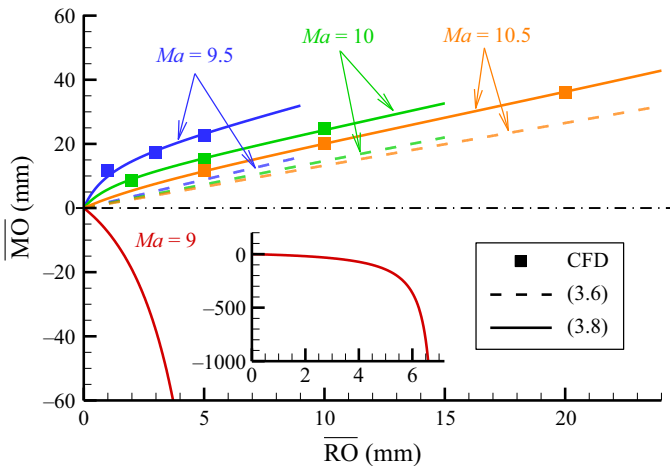 60
40
20
0
−20
−40
−60
MO (mm)
Ma = 9.5
Ma = 10
Ma = 10.5
Ma = 9
0
−500
−1000
0 2 4 6
CFD
(3.6)
(3.8)
0 5 10 15 20
RO (mm)